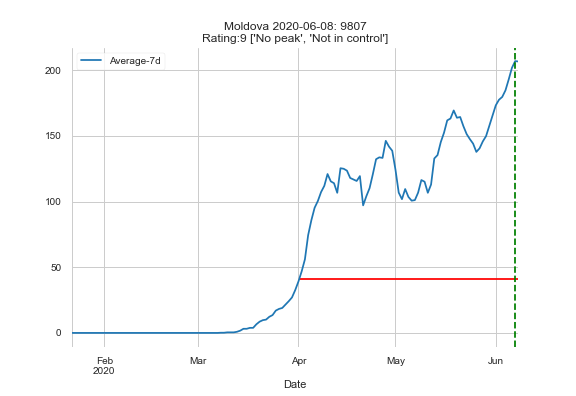 Moldova 2020-06-08: 9807
Rating:9 ['No peak', 'Not in control']
Average-7d
200
150
100
50
0
Feb
2020
Mar
Apr
May
Jun
Date